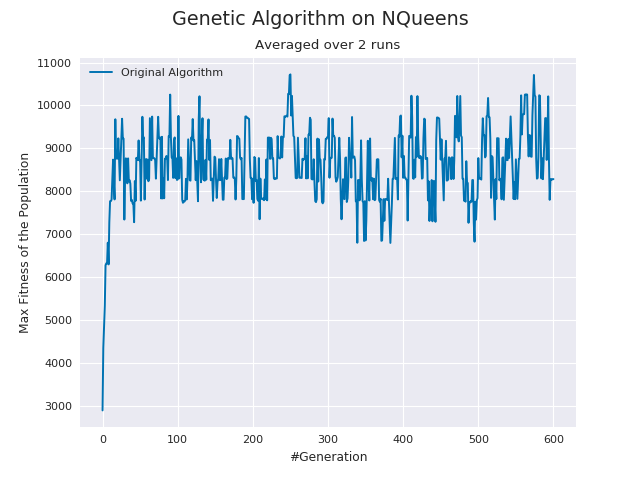 Genetic Algorithm on NQueens
Averaged over 2 runs
Original Algorithm
Max Fitness of the Population
11000
10000
9000
8000
7000
6000
5000
4000
3000
0 100 200 300 400 500 600
#Generation